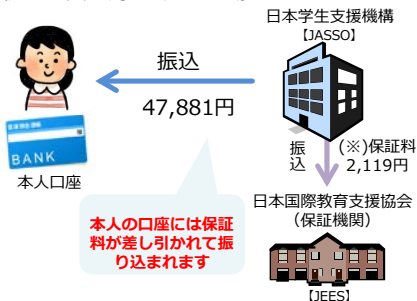 日本学生支援機構
【JASSO】
振込
47,881円
BANK
本人口座
振込
(※)保証料
2,119円
本人の口座には保証
料が差し引かれて振
り込まれます
日本国際教育支援協会
(保証機関)
【JEES】